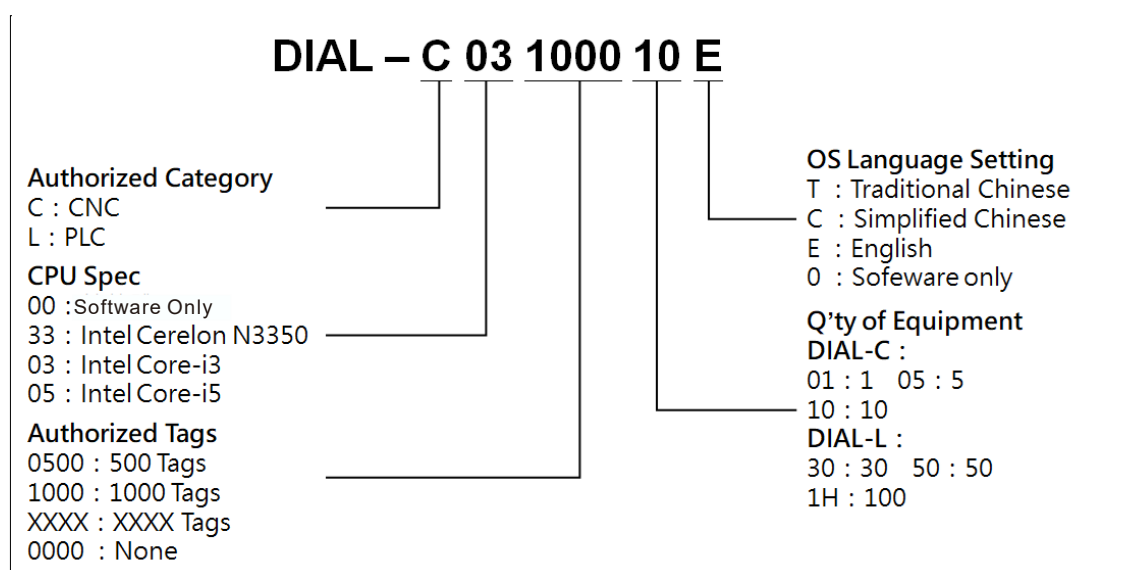 DIAL – C 03 1000 10 E
Authorized Category
C : CNC
L : PLC
CPU Spec
00 :Software Only
33 : Intel Cerelon N3350
03 : Intel Core-i3
05 : Intel Core-i5
Authorized Tags
0500 : 500 Tags
1000 : 1000 Tags
XXXX : XXXX Tags
0000 : None
OS Language Setting
T : Traditional Chinese
C : Simplified Chinese
E : English
0 : Sofeware only
Q’ty of Equipment
DIAL-C :
01 : 1 05 : 5
10 : 10
DIAL-L :
30 : 30 50 : 50
1H : 100